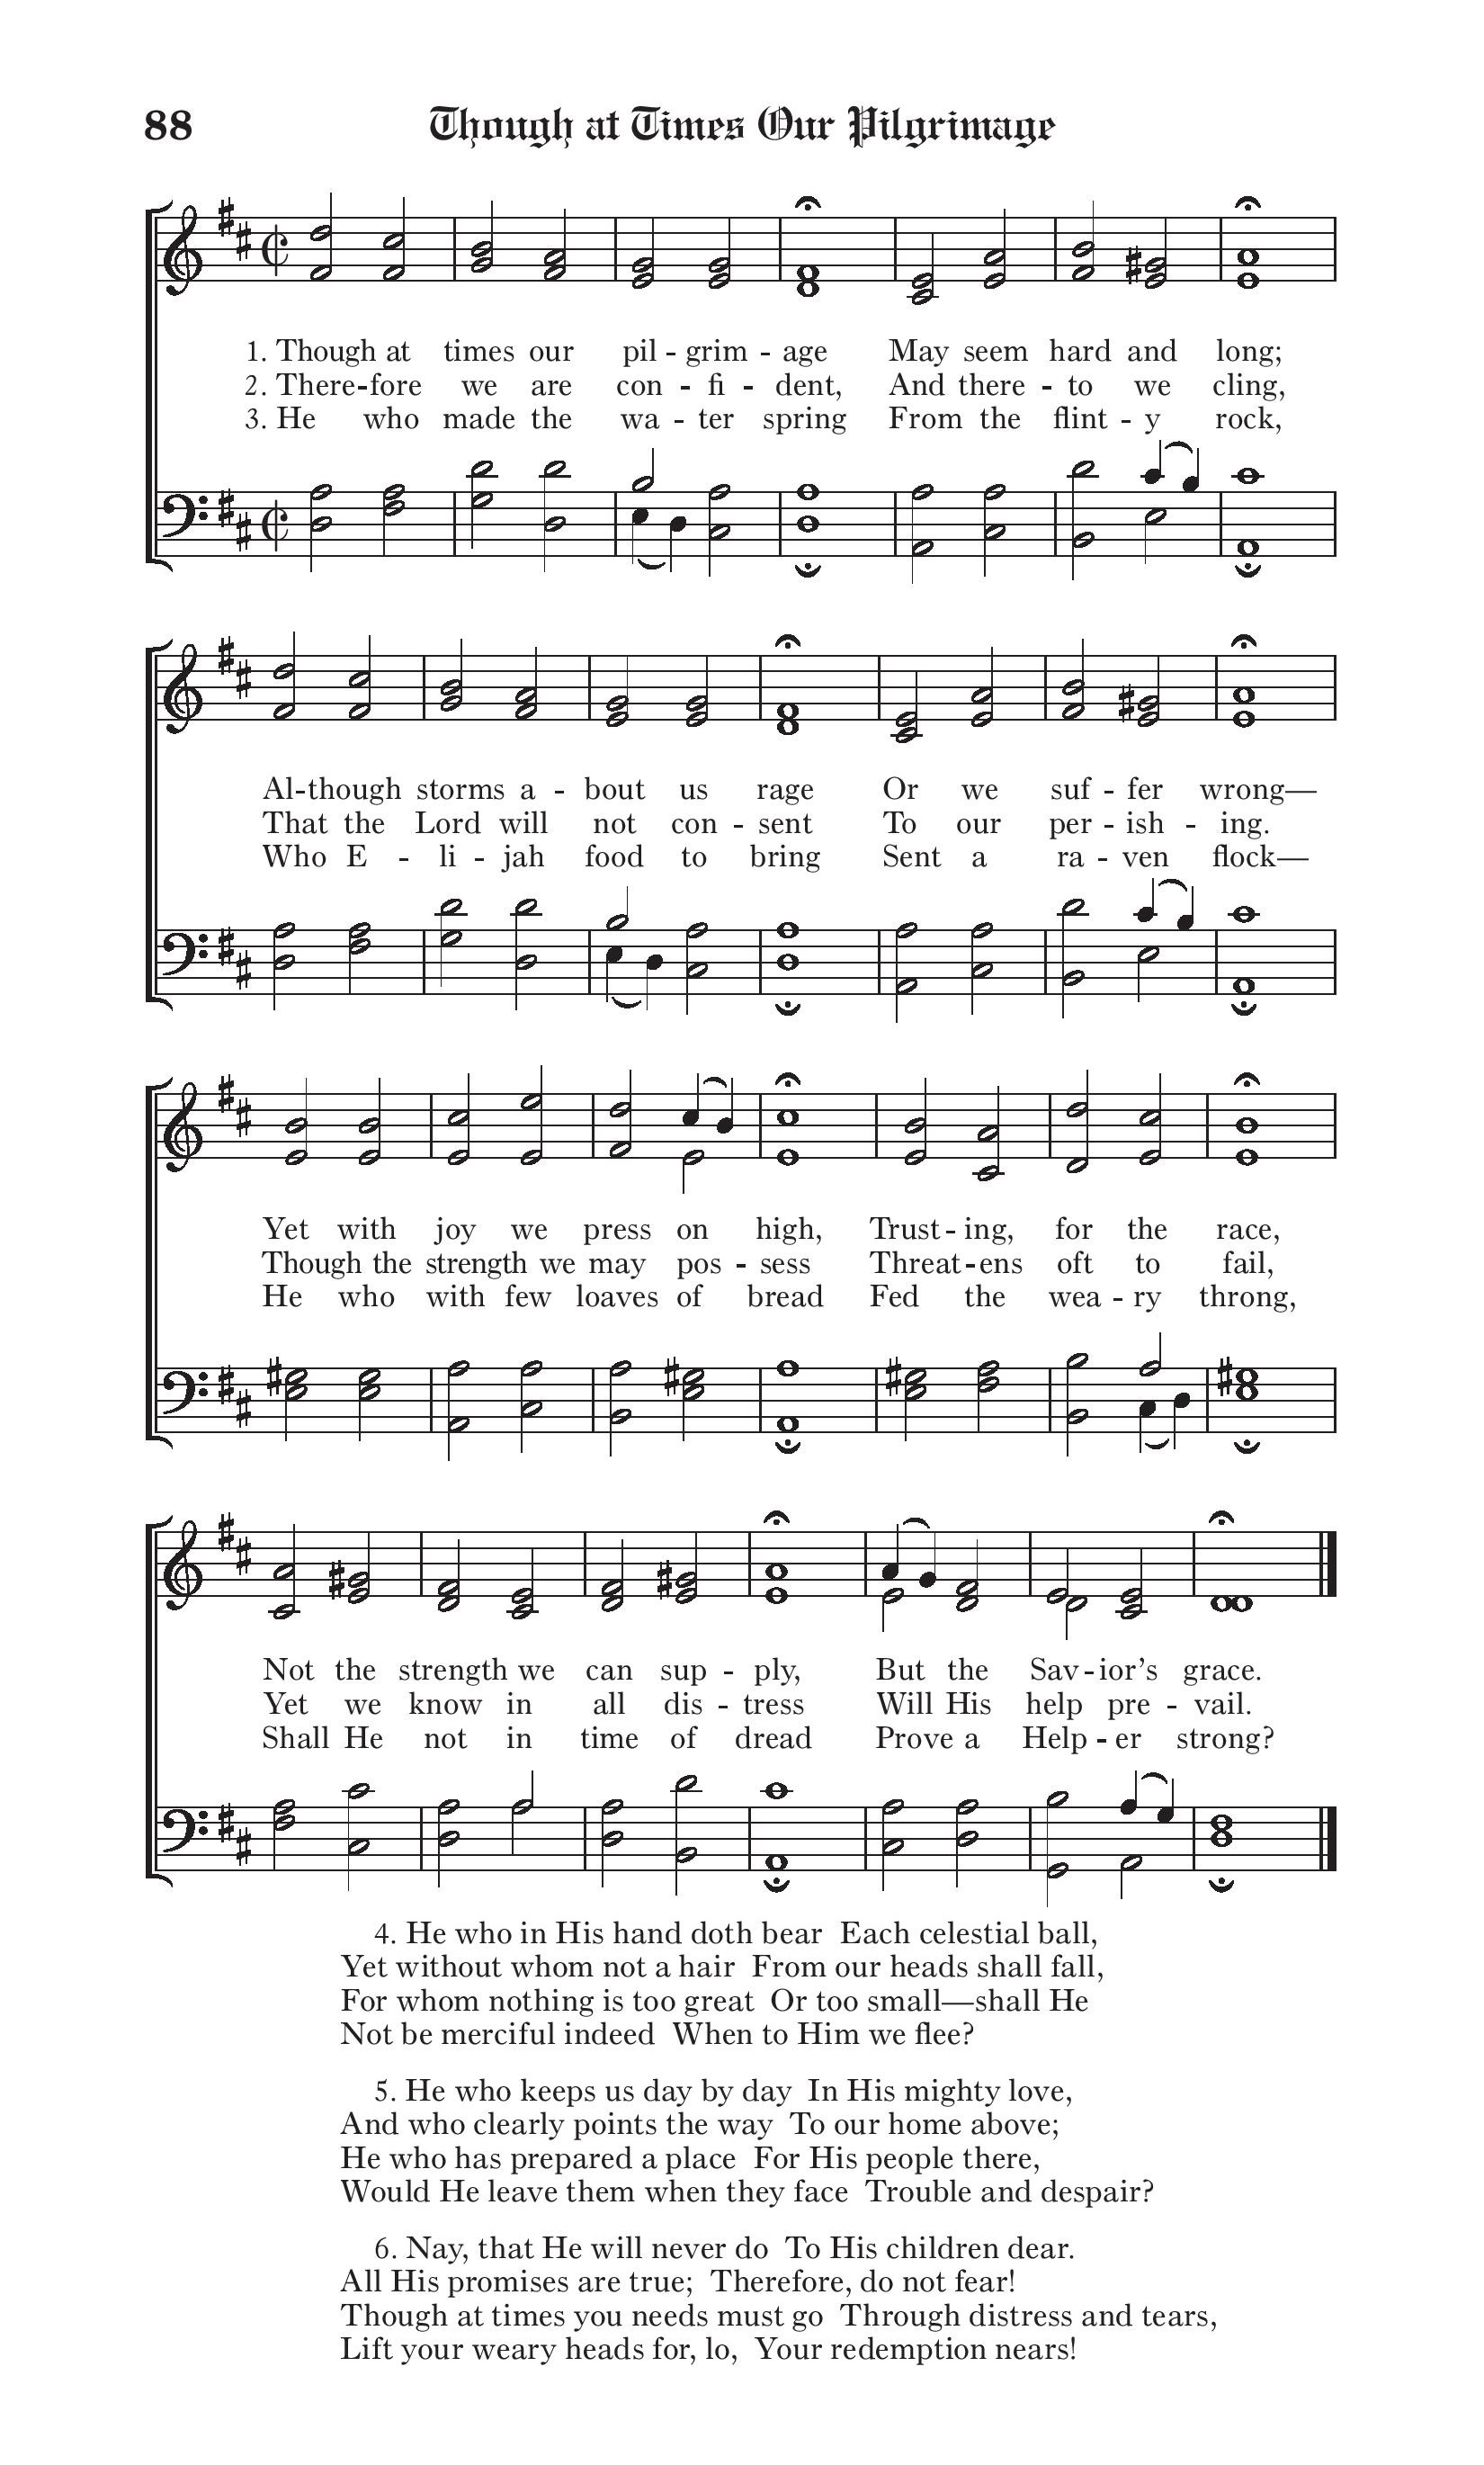 88 Though at Times Our Pilgrimage
1. Though at times our pil - grim - age May seem hard and long;
2. There-fore we are con - fi - dent, And there - to we cling,
3. He who made the wa - ter spring From the flint - y rock,
Al-though storms a - bout us rage Or we suf - fer wrong—
That the Lord will not con - sent To our per - ish - ing.
Who E - li - jah food to bring Sent a ra - ven flock—
Yet with joy we press on high, Trust - ing, for the race,
Though the strength we may pos - sess Threat-ens oft to fail,
He who with few loaves of bread Fed the wea - ry throng,
Not the strength we can sup - ply, But the Sav-ior's grace.
Yet we know in all dis - tress Will His help pre - vail.
Shall He not in time of dread Prove a Help - er strong?
4. He who in His hand doth bear Each celestial ball,
Yet without whom not a hair From our heads shall fall,
For whom nothing is too great Or too small—shall He
Not be merciful indeed When to Him we flee?
5. He who keeps us day by day In His mighty love,
And who clearly points the way To our home above;
He who has prepared a place For His people there,
Would He leave them when they face Trouble and despair?
6. Nay, that He will never do To His children dear.
All His promises are true; Therefore, do not fear!
Though at times you needs must go Through distress and tears,
Lift your weary heads for, lo, Your redemption nears!